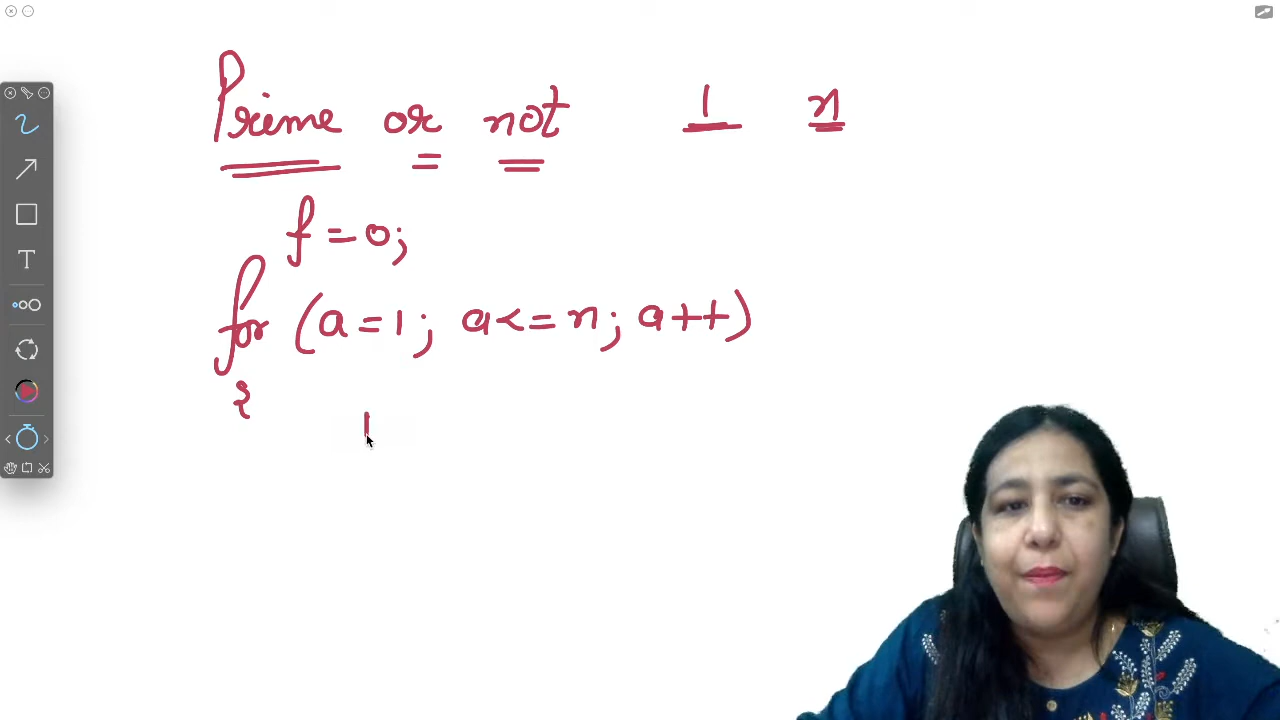 Prime or not 1 n
f=0;
for (a=1; a<=n; a++)
{